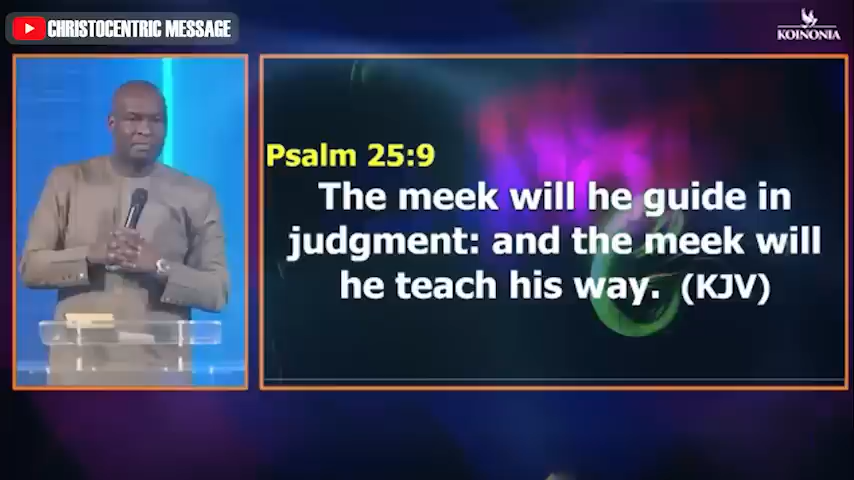 CHRISTOCENTRIC MESSAGE
KOINONIA
Psalm 25:9
The meek will he guide in
judgment: and the meek will
he teach his way. (KJV)